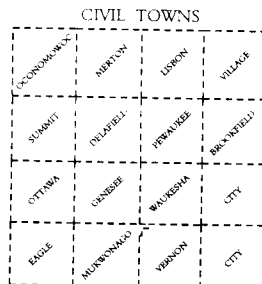 CIVIL TOWNS
OCONOMOWOC MERTON LISBON VILLAGE
SUMMIT DELAFIELD PEWAUKEE BROOKFIELD
OTTAWA GENESEE WAUKESHA CITY
EAGLE MUKWONAGO VERNON CITY